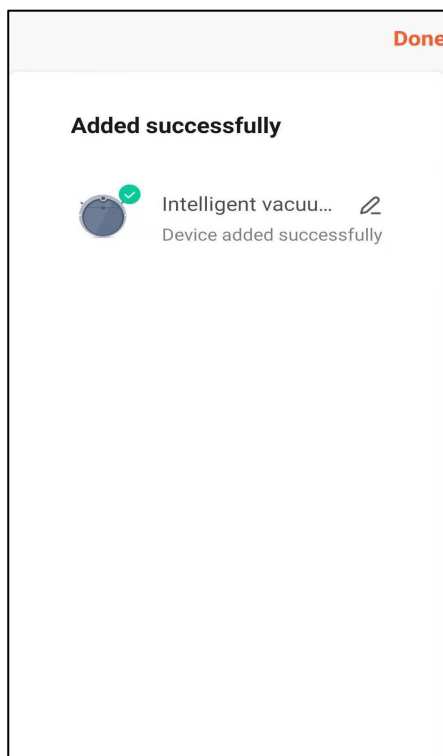 Done
Added successfully
Intelligent vacuu...
Device added successfully